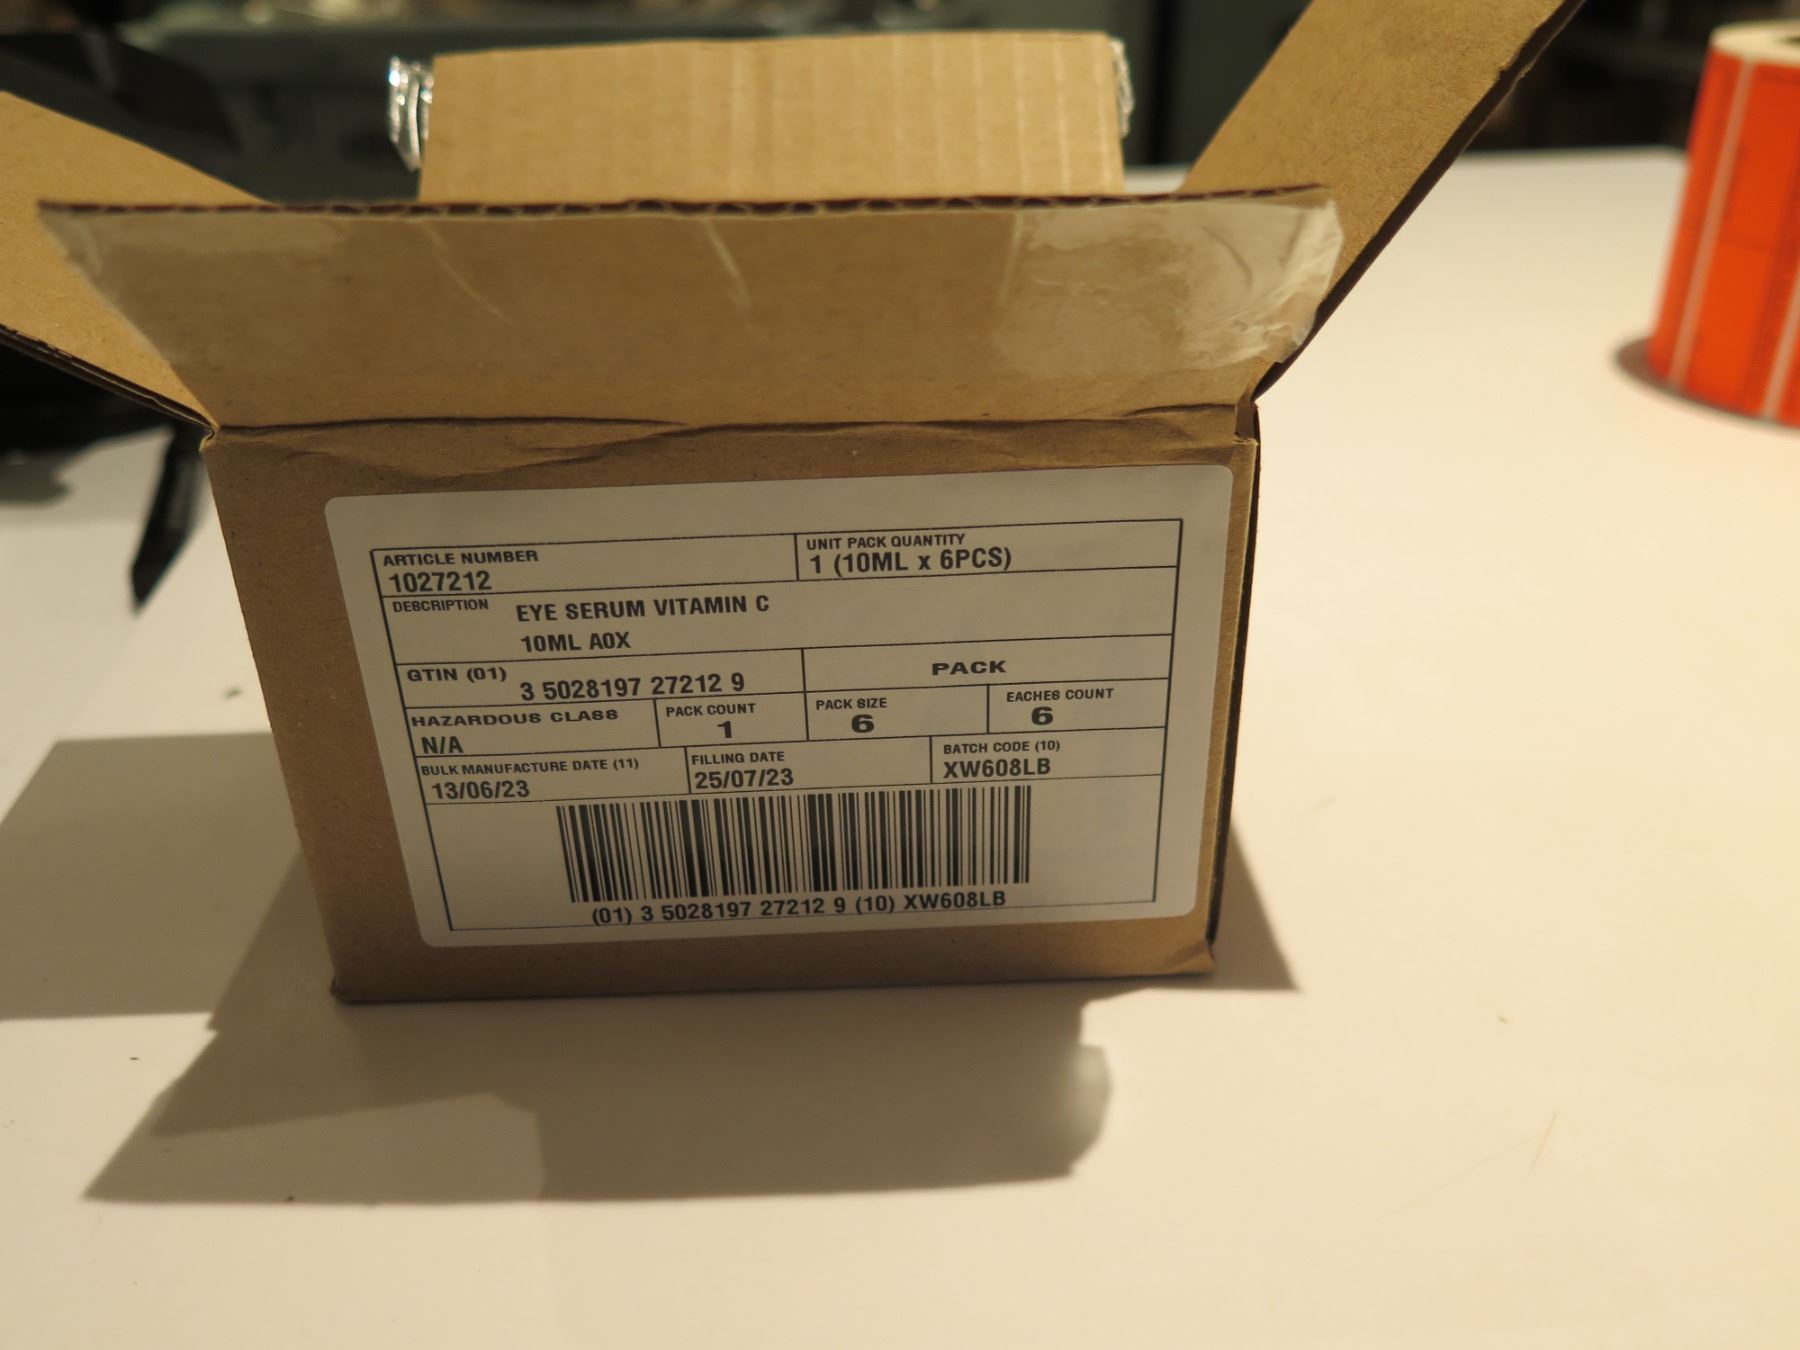 ARTICLE NUMBER
1027212
UNIT PACK QUANTITY
1 (10ML x 6PCS)
DESCRIPTION
EYE SERUM VITAMIN C
10ML AOX
GTIN (01)
3 5028197 27212 9
PACK
HAZARDOUS CLASS
N/A
PACK COUNT
1
PACK SIZE
6
EACHES COUNT
6
BULK MANUFACTURE DATE (11)
13/06/23
FILLING DATE
25/07/23
BATCH CODE (10)
XW608LB
(01) 3 5028197 27212 9 (10) XW608LB